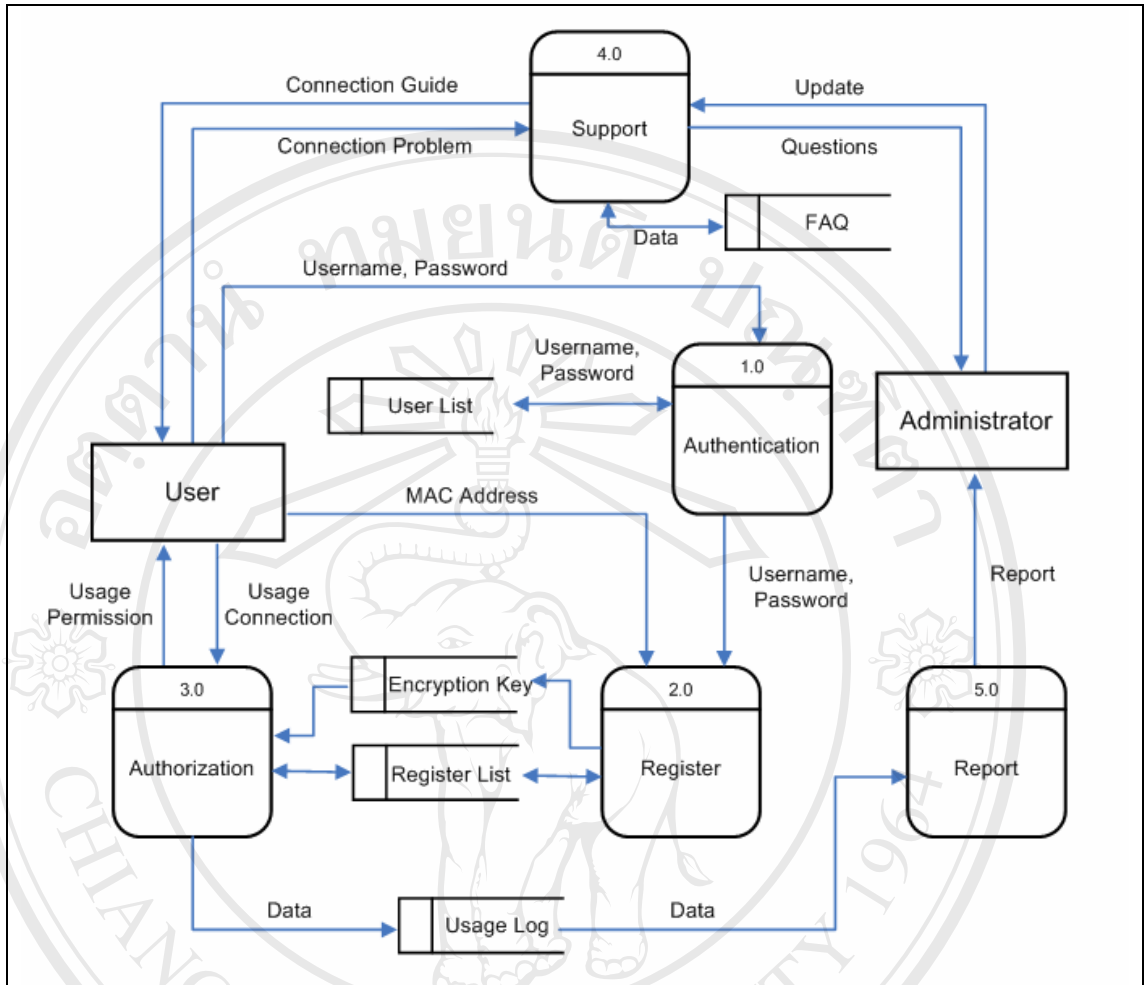 4.0
Support
Connection Guide
Connection Problem
Update
Questions
FAQ
Data
Username, Password
Username,
Password
1.0
Authentication
User List
Administrator
User
MAC Address
Usage
Permission
Usage
Connection
Username,
Password
Report
3.0
Authorization
Encryption Key
Register List
2.0
Register
5.0
Report
Data
Usage Log
Data
1964